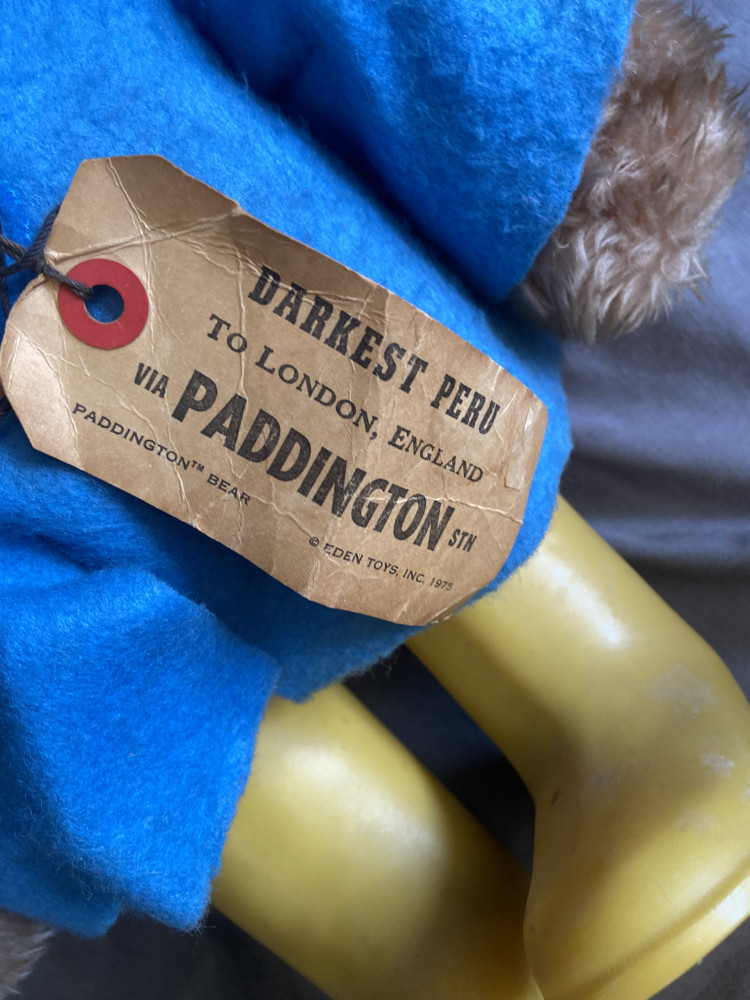 DARKEST PERU
TO LONDON, ENGLAND
VIA PADDINGTON STN
PADDINGTON™ BEAR
© EDEN TOYS, INC. 1975